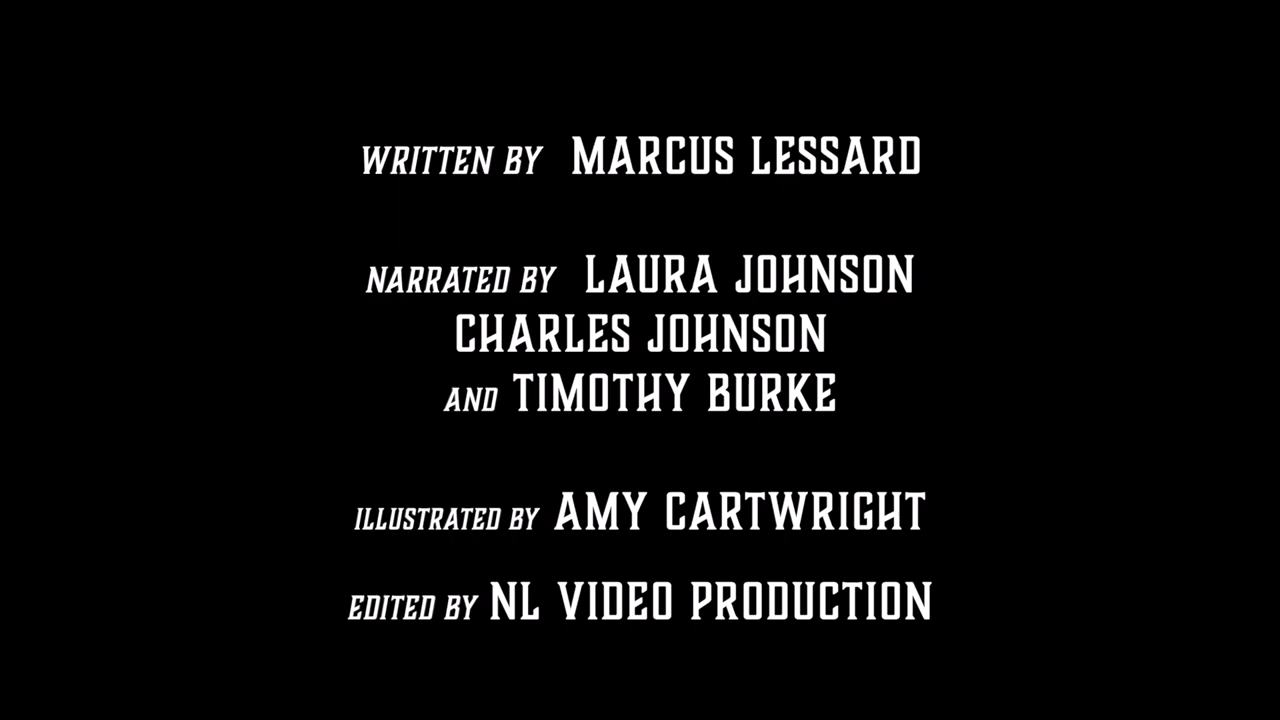 WRITTEN BY MARCUS LESSARD
NARRATED BY LAURA JOHNSON
CHARLES JOHNSON
AND TIMOTHY BURKE
ILLUSTRATED BY AMY CARTWRIGHT
EDITED BY NL VIDEO PRODUCTION